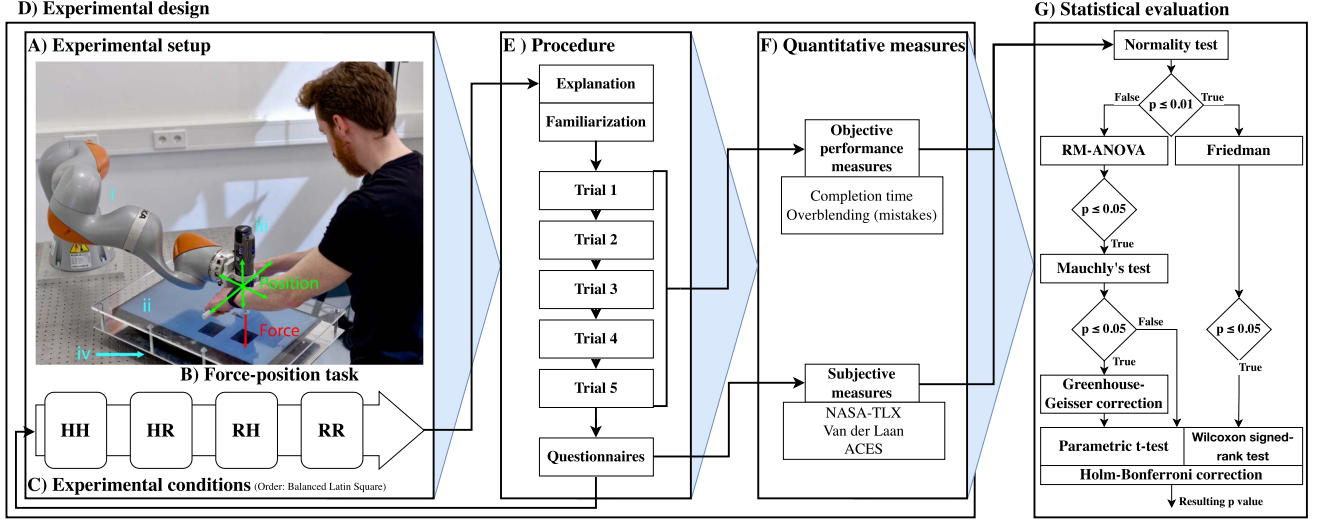 D) Experimental design
A) Experimental setup
i
iii
Position
ii
Force
iv
B) Force-position task
HH
HR
RH
RR
C) Experimental conditions (Order: Balanced Latin Square)
E ) Procedure
Explanation
Familiarization
Trial 1
Trial 2
Trial 3
Trial 4
Trial 5
Questionnaires
F) Quantitative measures
Objective
performance
measures
Completion time
Overblending (mistakes)
Subjective
measures
NASA-TLX
Van der Laan
ACES
G) Statistical evaluation
Normality test
p ≤ 0.01
False
True
RM-ANOVA
Friedman
p ≤ 0.05
True
Mauchly's test
p ≤ 0.05
False
True
p ≤ 0.05
True
Greenhouse-
Geisser correction
Parametric t-test
Wilcoxon signed-
rank test
Holm-Bonferroni correction
Resulting p value